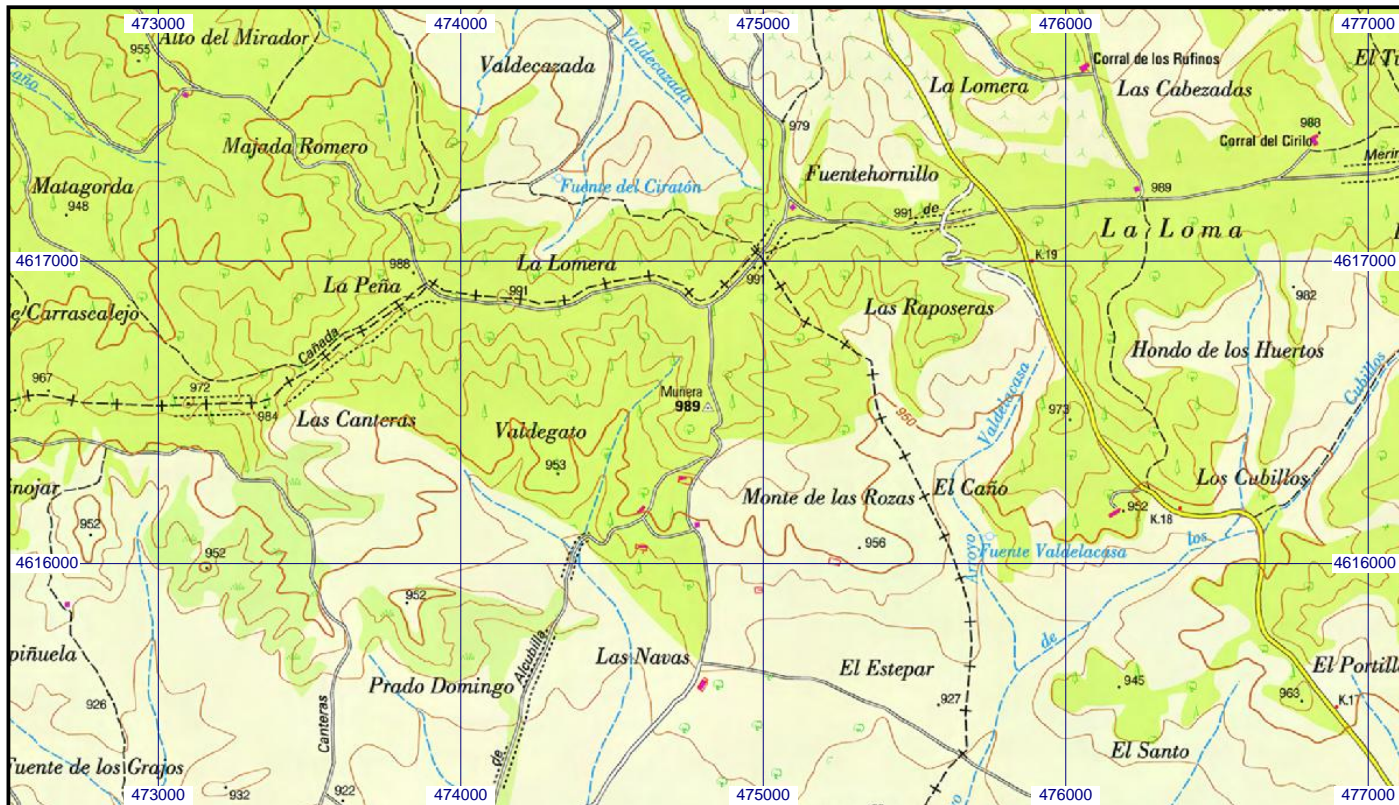 473000 474000 475000 476000 477000
Alto del Mirador
955
Valdecazada
Valdecazada
Corral de los Rufinos
La Lomera
Las Cabezadas
979
988
Corral del Cirilo
Majada Romero
Fuentehornillo
Matagorda
948
Fuente del Ciratón
989
991 de
La Loma
4617000 4617000
988
La Lomera
991
K.19
La Peña
991
982
Carrascalejo
Las Raposeras
Cañada
Hondo de los Huertos
Cubillos
967
972
984
Muñera
989
Valdelacasa
950
973
Las Canteras
Valdegato
953
Los Cubillos
Monte de las Rozas
El Caño
952
952
K.18
952
956
Arroyo
Fuente Valdelacasa
los
4616000 4616000
952
de
Alcubilla
Las Navas
El Estepar
El Portill
Prado Domingo
945
963
926
Canteras
927
K.17
El Santo
de
Fuente de los Grajos
932
922
473000 474000 475000 476000 477000